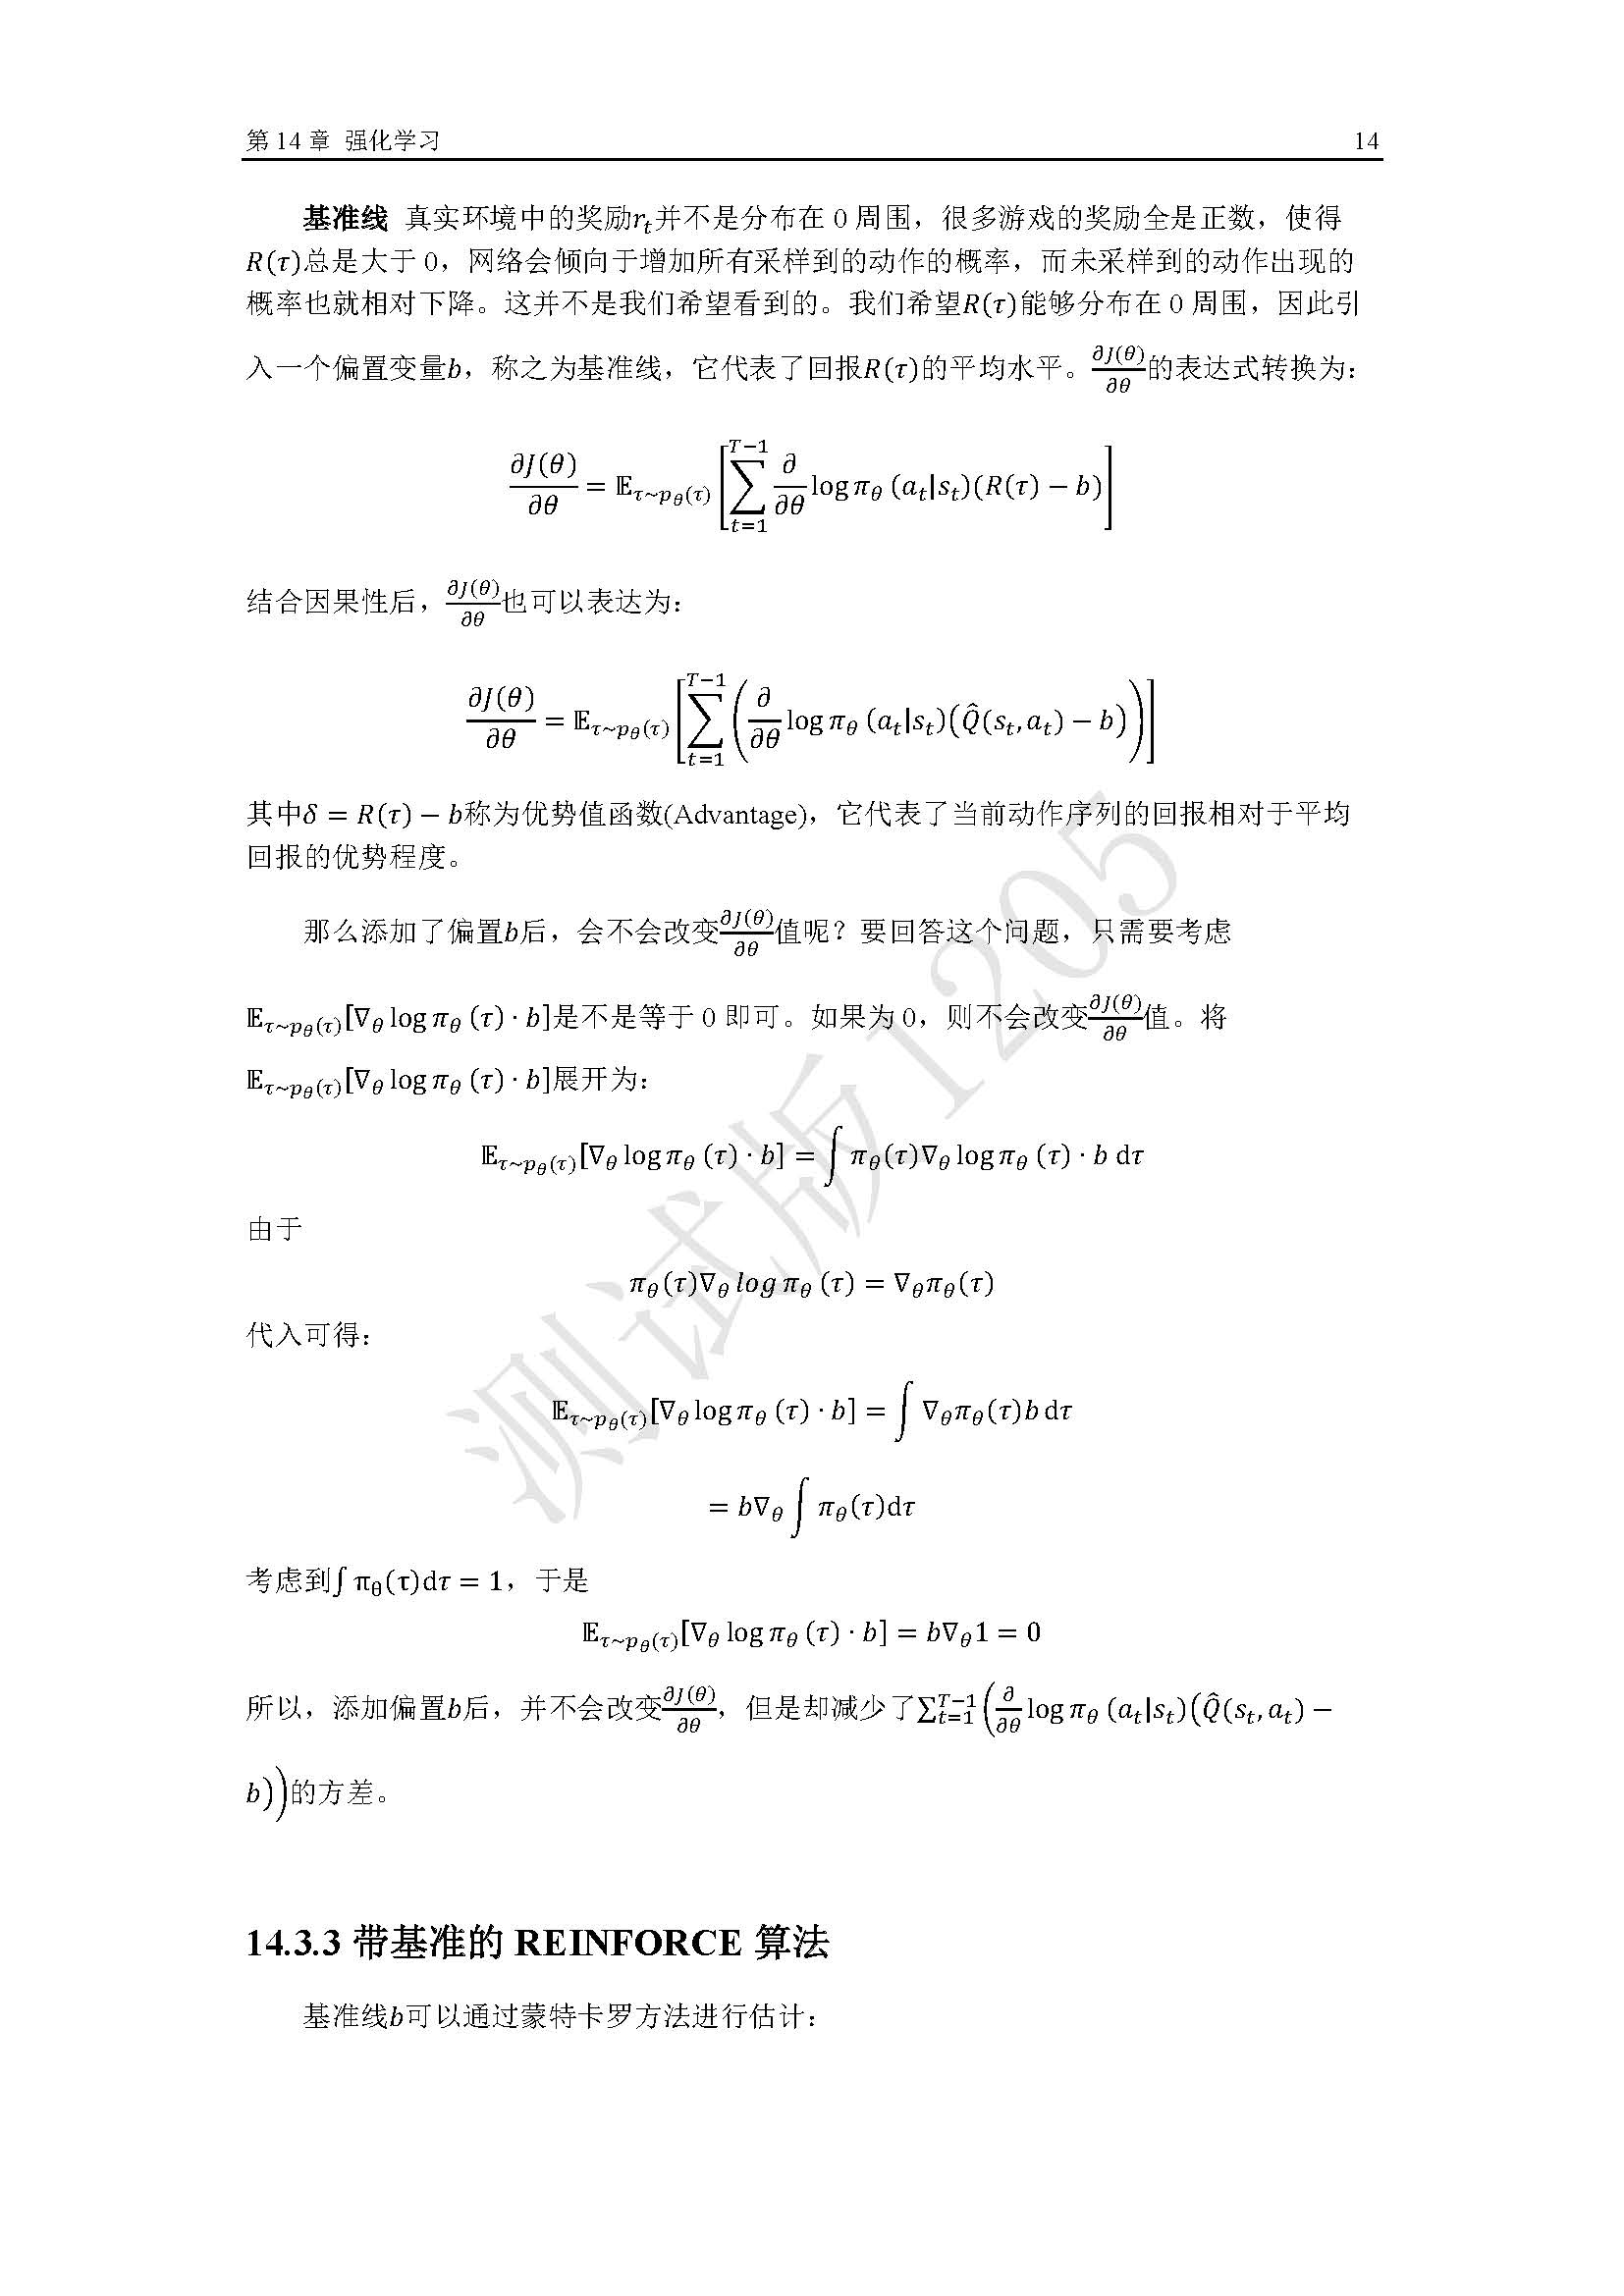 第 14 章 强化学习 14
基准线 真实环境中的奖励$r_t$并不是分布在 0 周围，很多游戏的奖励全是正数，使得
$R(\tau)$总是大于 0，网络会倾向于增加所有采样到的动作的概率，而未采样到的动作出现的
概率也就相对下降。这并不是我们希望看到的。我们希望$R(\tau)$能够分布在 0 周围，因此引
入一个偏置变量$b$，称之为基准线，它代表了回报$R(\tau)$的平均水平。$\frac{\partial J(\theta)}{\partial \theta}$的表达式转换为：
$\frac{\partial J(\theta)}{\partial \theta} = \mathbb{E}_{\tau \sim p_\theta(\tau)} \left[ \sum_{t=1}^{T-1} \frac{\partial}{\partial \theta} \log \pi_\theta (a_t|s_t)(R(\tau) - b) \right]$
结合因果性后，$\frac{\partial J(\theta)}{\partial \theta}$也可以表达为：
$\frac{\partial J(\theta)}{\partial \theta} = \mathbb{E}_{\tau \sim p_\theta(\tau)} \left[ \sum_{t=1}^{T-1} \left( \frac{\partial}{\partial \theta} \log \pi_\theta (a_t|s_t)(\hat{Q}(s_t, a_t) - b) \right) \right]$
其中$\delta = R(\tau) - b$称为优势值函数(Advantage)，它代表了当前动作序列的回报相对于平均
回报的优势程度。
那么添加了偏置$b$后，会不会改变$\frac{\partial J(\theta)}{\partial \theta}$值呢？要回答这个问题，只需要考虑
$\mathbb{E}_{\tau \sim p_\theta(\tau)}[\nabla_\theta \log \pi_\theta (\tau) \cdot b]$是不是等于 0 即可。如果为 0，则不会改变$\frac{\partial J(\theta)}{\partial \theta}$值。将
$\mathbb{E}_{\tau \sim p_\theta(\tau)}[\nabla_\theta \log \pi_\theta (\tau) \cdot b]$展开为：
$\mathbb{E}_{\tau \sim p_\theta(\tau)}[\nabla_\theta \log \pi_\theta (\tau) \cdot b] = \int \pi_\theta(\tau) \nabla_\theta \log \pi_\theta (\tau) \cdot b \, \mathrm{d}\tau$
由于
$\pi_\theta(\tau) \nabla_\theta log \, \pi_\theta (\tau) = \nabla_\theta \pi_\theta(\tau)$
代入可得：
$\mathbb{E}_{\tau \sim p_\theta(\tau)}[\nabla_\theta \log \pi_\theta (\tau) \cdot b] = \int \nabla_\theta \pi_\theta(\tau) b \, \mathrm{d}\tau$
$= b \nabla_\theta \int \pi_\theta(\tau) \mathrm{d}\tau$
考虑到$\int \pi_\theta(\tau) \mathrm{d}\tau = 1$，于是
$\mathbb{E}_{\tau \sim p_\theta(\tau)}[\nabla_\theta \log \pi_\theta (\tau) \cdot b] = b \nabla_\theta 1 = 0$
所以，添加偏置$b$后，并不会改变$\frac{\partial J(\theta)}{\partial \theta}$，但是却减少了$\sum_{t=1}^{T-1} \big( \frac{\partial}{\partial \theta} \log \pi_\theta (a_t|s_t)(\hat{Q}(s_t, a_t) -$
$b)\big)$的方差。
14.3.3 带基准的 REINFORCE 算法
基准线$b$可以通过蒙特卡罗方法进行估计：
测试版1205